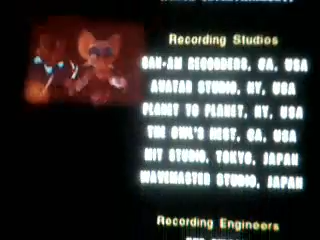 Recording Studios
CAN-AM RECORDERS, CA, USA
AVATAR STUDIO, NY, USA
PLANET TO PLANET, NY, USA
THE OWL'S NEST, CA, USA
HIT STUDIO, TOKYO, JAPAN
WAVEMASTER STUDIO, JAPAN
Recording Engineers